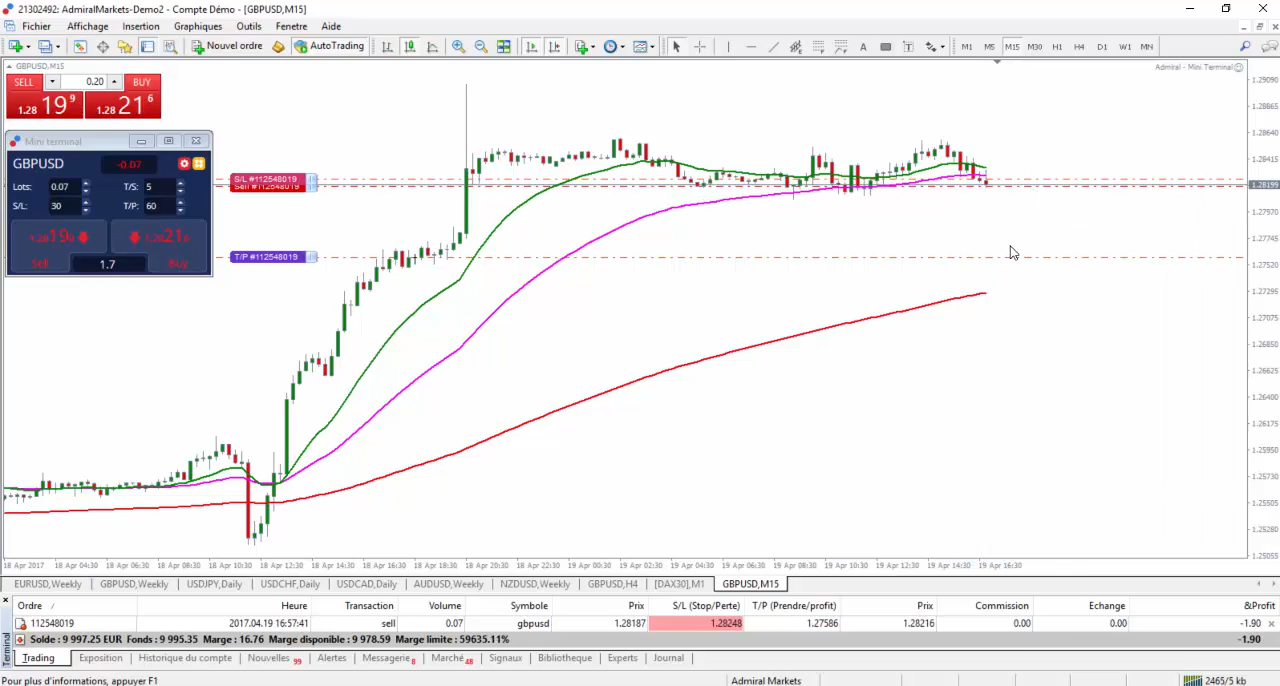 21302492: AdmiralMarkets-Demo2 - Compte Démo - [GBPUSD,M15]
Fichier Affichage Insertion Graphiques Outils Fenetre Aide
Nouvel ordre AutoTrading A T M1 M5 M15 M30 H1 H4 D1 W1 MN
GBPUSD,M15
Admiral - Mini Terminal
SELL 0.20 BUY
1.28 19 9 1.28 21 6
Mini terminal
GBPUSD -0.07
Lots: 0.07 T/S: 5
S/L: 30 T/P: 60
1.28 19 9 1.28 21 6
Sell 1.7 Buy
S/L #112548019
Sell #112548019
T/P #112548019
1.29090
1.28865
1.28640
1.28415
1.28199
1.27970
1.27745
1.27520
1.27295
1.27075
1.26850
1.26625
1.26400
1.26175
1.25950
1.25730
1.25505
1.25280
1.25055
18 Apr 2017 18 Apr 04:30 18 Apr 06:30 18 Apr 08:30 18 Apr 10:30 18 Apr 12:30 18 Apr 14:30 18 Apr 16:30 18 Apr 18:30 18 Apr 20:30 18 Apr 22:30 19 Apr 00:30 19 Apr 02:30 19 Apr 04:30 19 Apr 06:30 19 Apr 08:30 19 Apr 10:30 19 Apr 12:30 19 Apr 14:30 19 Apr 16:30
EURUSD,Weekly GBPUSD,Weekly USDJPY,Daily USDCHF,Daily USDCAD,Daily AUDUSD,Weekly NZDUSD,Weekly GBPUSD,H4 [DAX30],M1 GBPUSD,M15
Ordre / Heure Transaction Volume Symbole Prix S/L (Stop/Perte) T/P (Prendre/profit) Prix Commission Echange &Profit
112548019 2017.04.19 16:57:41 sell 0.07 gbpusd 1.28187 1.28248 1.27586 1.28216 0.00 0.00 -1.90
Solde : 9 997.25 EUR Fonds : 9 995.35 Marge : 16.76 Marge disponible : 9 978.59 Marge limite : 59635.11% -1.90
Terminal
Trading Exposition Historique du compte Nouvelles 99 Alertes Messagerie 8 Marché 48 Signaux Bibliotheque Experts Journal
Pour plus d'informations, appuyer F1 Admiral Markets 2465/5 kb